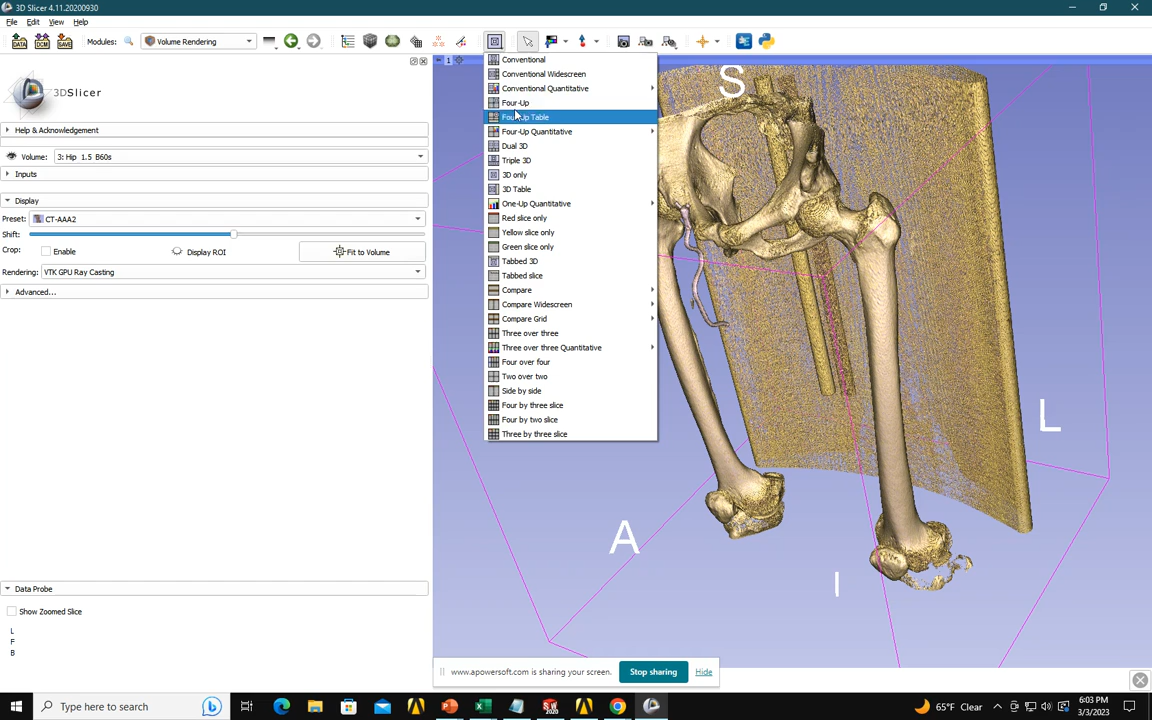 3D Slicer 4.11.20200930
File Edit View Help
DATA DCM SAVE Modules: Volume Rendering
1
3DSlicer
Help & Acknowledgement
Volume: 3: Hip 1.5 B60s
Inputs
Display
Preset: CT-AAA2
Shift:
Crop: Enable Display ROI Fit to Volume
Rendering: VTK GPU Ray Casting
Advanced...
Conventional
Conventional Widescreen
Conventional Quantitative
Four-Up
Four-Up Table
Four-Up Quantitative
Dual 3D
Triple 3D
3D only
3D Table
One-Up Quantitative
Red slice only
Yellow slice only
Green slice only
Tabbed 3D
Tabbed slice
Compare
Compare Widescreen
Compare Grid
Three over three
Three over three Quantitative
Four over four
Two over two
Side by side
Four by three slice
Four by two slice
Three by three slice
S
L
A
I
Data Probe
Show Zoomed Slice
L
F
B
www.apowersoft.com is sharing your screen. Stop sharing Hide
Type here to search
65°F Clear
6:03 PM
3/3/2023